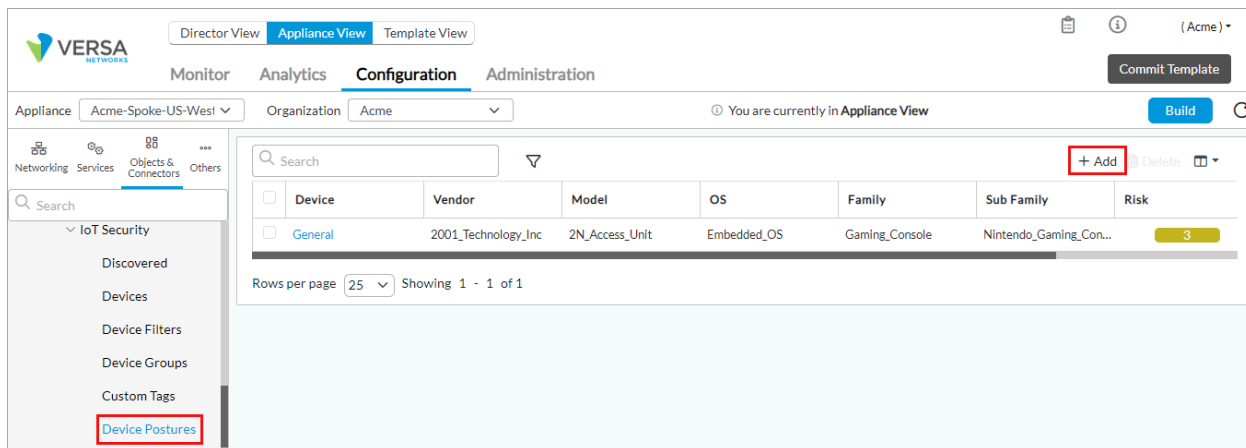 VERSA
NETWORKS
Director View Appliance View Template View
(Acme)
Monitor Analytics Configuration Administration
Commit Template
Appliance Acme-Spoke-US-West Organization Acme You are currently in Appliance View Build
Networking Services Objects & Connectors Others
Search
+ Add Delete
Search
Device Vendor Model OS Family Sub Family Risk
General 2001_Technology_Inc 2N_Access_Unit Embedded_OS Gaming_Console Nintendo_Gaming_Con... 3
Rows per page 25 Showing 1 - 1 of 1
IoT Security
Discovered
Devices
Device Filters
Device Groups
Custom Tags
Device Postures